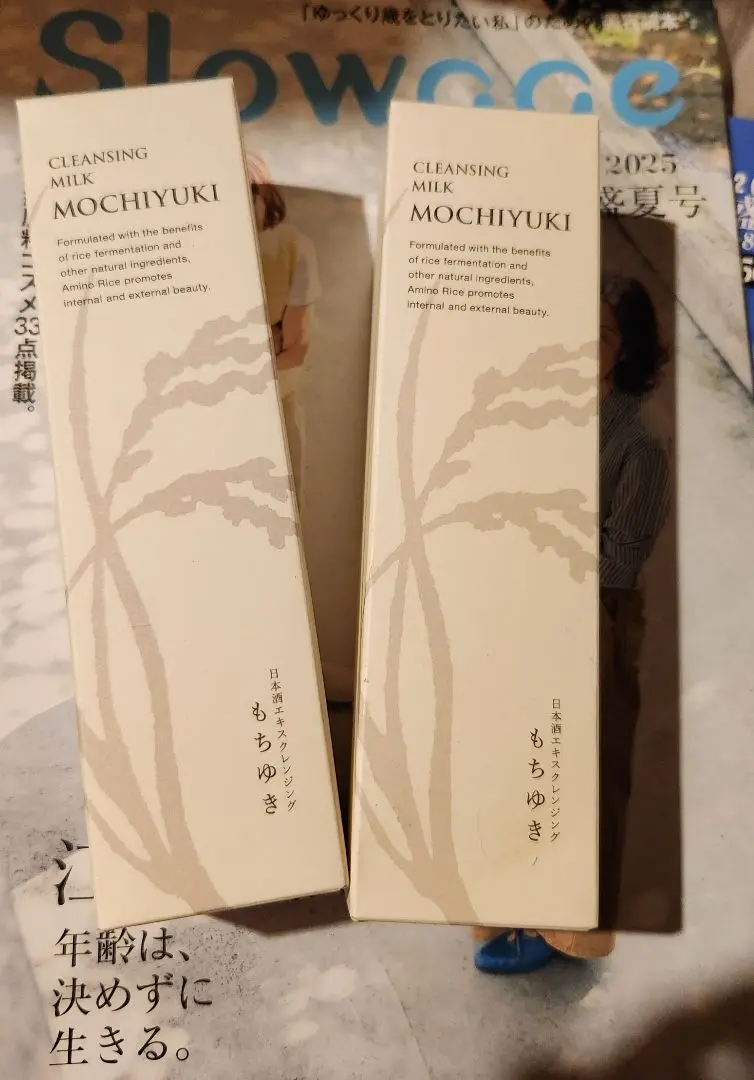 「ゆっくり歳をとりたい私」のための
Slowage
2025
盛夏号
コスメ33点掲載。
CLEANSING
MILK
MOCHIYUKI
Formulated with the benefits
of rice fermentation and
other natural ingredients,
Amino Rice promotes
internal and external beauty.
日本酒エキスクレンジング
もちゆき
CLEANSING
MILK
MOCHIYUKI
Formulated with the benefits
of rice fermentation and
other natural ingredients,
Amino Rice promotes
internal and external beauty.
日本酒エキスクレンジング
もちゆき
年齢は、
決めずに
生きる。